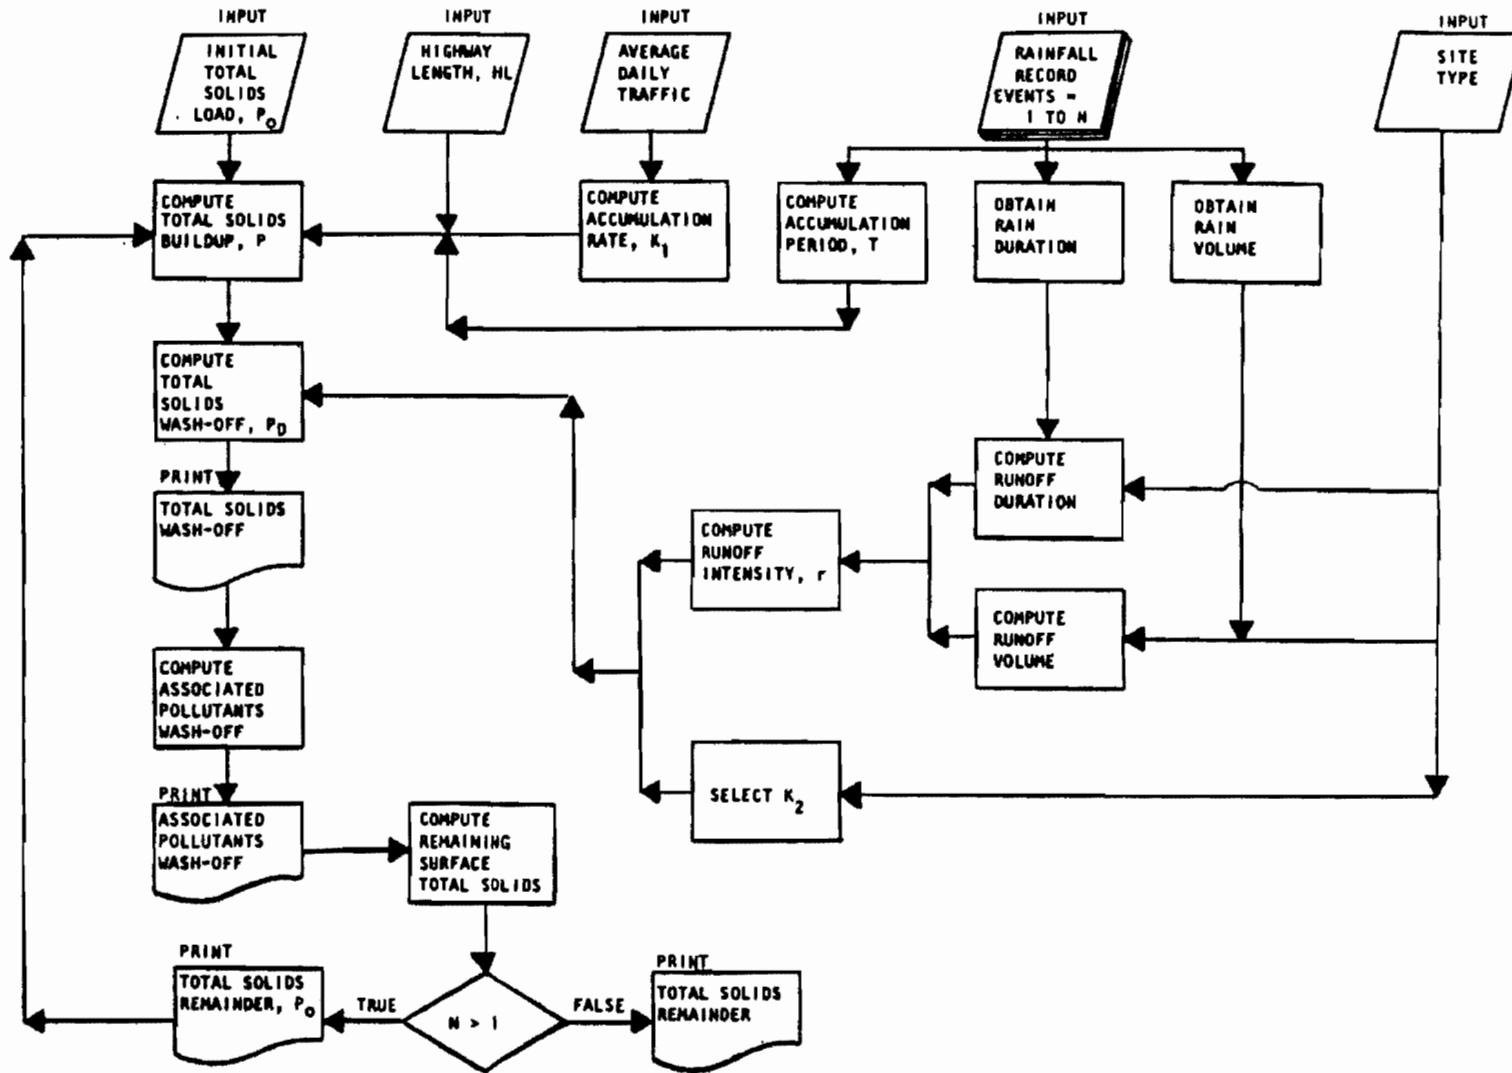 INPUT
INITIAL
TOTAL
SOLIDS
LOAD, P₀
INPUT
HIGHWAY
LENGTH, HL
INPUT
AVERAGE
DAILY
TRAFFIC
INPUT
RAINFALL
RECORD
EVENTS =
1 TO N
INPUT
SITE
TYPE
COMPUTE
TOTAL SOLIDS
BUILDUP, P
COMPUTE
ACCUMULATION
RATE, K₁
COMPUTE
ACCUMULATION
PERIOD, T
OBTAIN
RAIN
DURATION
OBTAIN
RAIN
VOLUME
COMPUTE
TOTAL
SOLIDS
WASH-OFF, P_D
PRINT
TOTAL SOLIDS
WASH-OFF
COMPUTE
RUNOFF
DURATION
COMPUTE
RUNOFF
INTENSITY, r
COMPUTE
RUNOFF
VOLUME
COMPUTE
ASSOCIATED
POLLUTANTS
WASH-OFF
SELECT K₂
PRINT
ASSOCIATED
POLLUTANTS
WASH-OFF
COMPUTE
REMAINING
SURFACE
TOTAL SOLIDS
PRINT
TOTAL SOLIDS
REMAINDER, P₀
TRUE
N > 1
FALSE
PRINT
TOTAL SOLIDS
REMAINDER